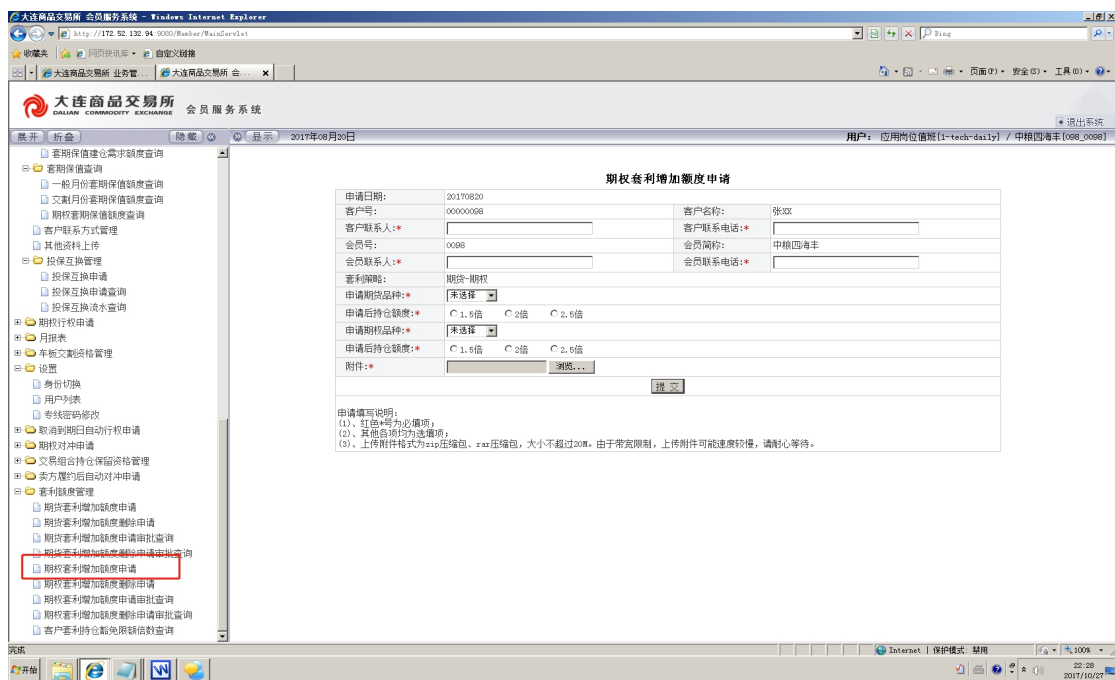 大连商品交易所 会员服务系统 - Windows Internet Explorer
http://172.52.132.94:9080/Member/MainServlet
Bing
收藏夹 网页快讯库 自定义链接
大连商品交易所 业务管... 大连商品交易所 会... 页面(P) 安全(S) 工具(O)
大连商品交易所 会员服务系统
DALIAN COMMODITY EXCHANGE
退出系统
展开 折叠 隐藏 显示 2017年08月20日 用户: 应用岗位值班[1-tech-daily] / 中粮四海丰[098_0098]
套期保值建仓需求额度查询
套期保值查询
一般月份套期保值额度查询
交割月份套期保值额度查询
期权套期保值额度查询
客户联系方式管理
其他资料上传
投保互换管理
投保互换申请
投保互换申请查询
投保互换流水查询
期权行权申请
月报表
车板交割资格管理
设置
身份切换
用户列表
专线密码修改
取消到期日自动行权申请
期权对冲申请
交易组合持仓保留资格管理
卖方履约后自动对冲申请
套利额度管理
期货套利增加额度申请
期货套利增加额度删除申请
期货套利增加额度申请审批查询
期货套利增加额度删除申请审批查询
期权套利增加额度申请
期权套利增加额度删除申请
期权套利增加额度申请审批查询
期权套利增加额度删除申请审批查询
客户套利持仓豁免限额倍数查询
期权套利增加额度申请
申请日期: 20170820
客户号: 00000098 客户名称: 张XX
客户联系人:* 客户联系电话:*
会员号: 0098 会员简称: 中粮四海丰
会员联系人:* 会员联系电话:*
套利策略: 期货-期权
申请期货品种:* 未选择
申请后持仓额度:* 1.5倍 2倍 2.5倍
申请期权品种:* 未选择
申请后持仓额度:* 1.5倍 2倍 2.5倍
附件:* 浏览...
提 交
申请填写说明:
(1)、红色*号为必填项;
(2)、其他各项均为选填项;
(3)、上传附件格式为zip压缩包、rar压缩包,大小不超过20M。由于带宽限制,上传附件可能速度较慢,请耐心等待。
完成 Internet | 保护模式: 禁用 100%
开始 22:28
2017/10/27